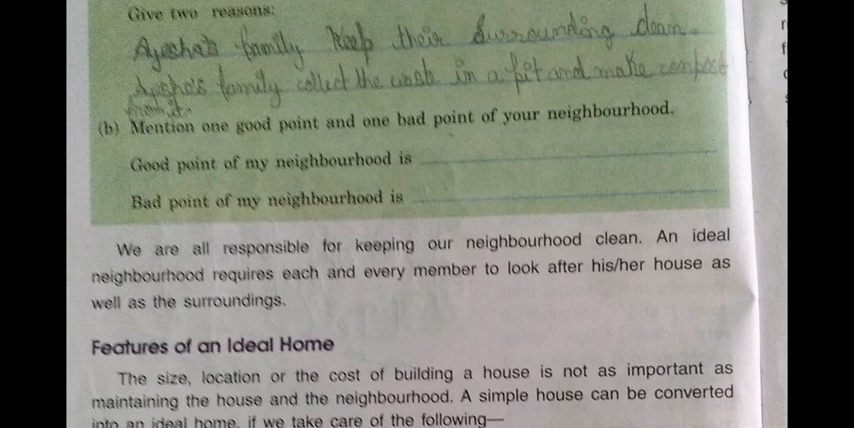 Give two reasons:
Ayesha's family keep their surrounding clean.
Ayesha's family collect the waste in a pit and make compost
from it.
(b) Mention one good point and one bad point of your neighbourhood.
Good point of my neighbourhood is
Bad point of my neighbourhood is
We are all responsible for keeping our neighbourhood clean. An ideal
neighbourhood requires each and every member to look after his/her house as
well as the surroundings.
Features of an Ideal Home
The size, location or the cost of building a house is not as important as
maintaining the house and the neighbourhood. A simple house can be converted
into an ideal home, if we take care of the following—